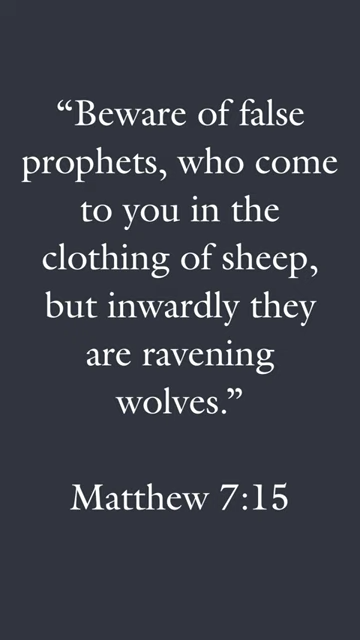 “Beware of false
prophets, who come
to you in the
clothing of sheep,
but inwardly they
are ravening
wolves.”
Matthew 7:15